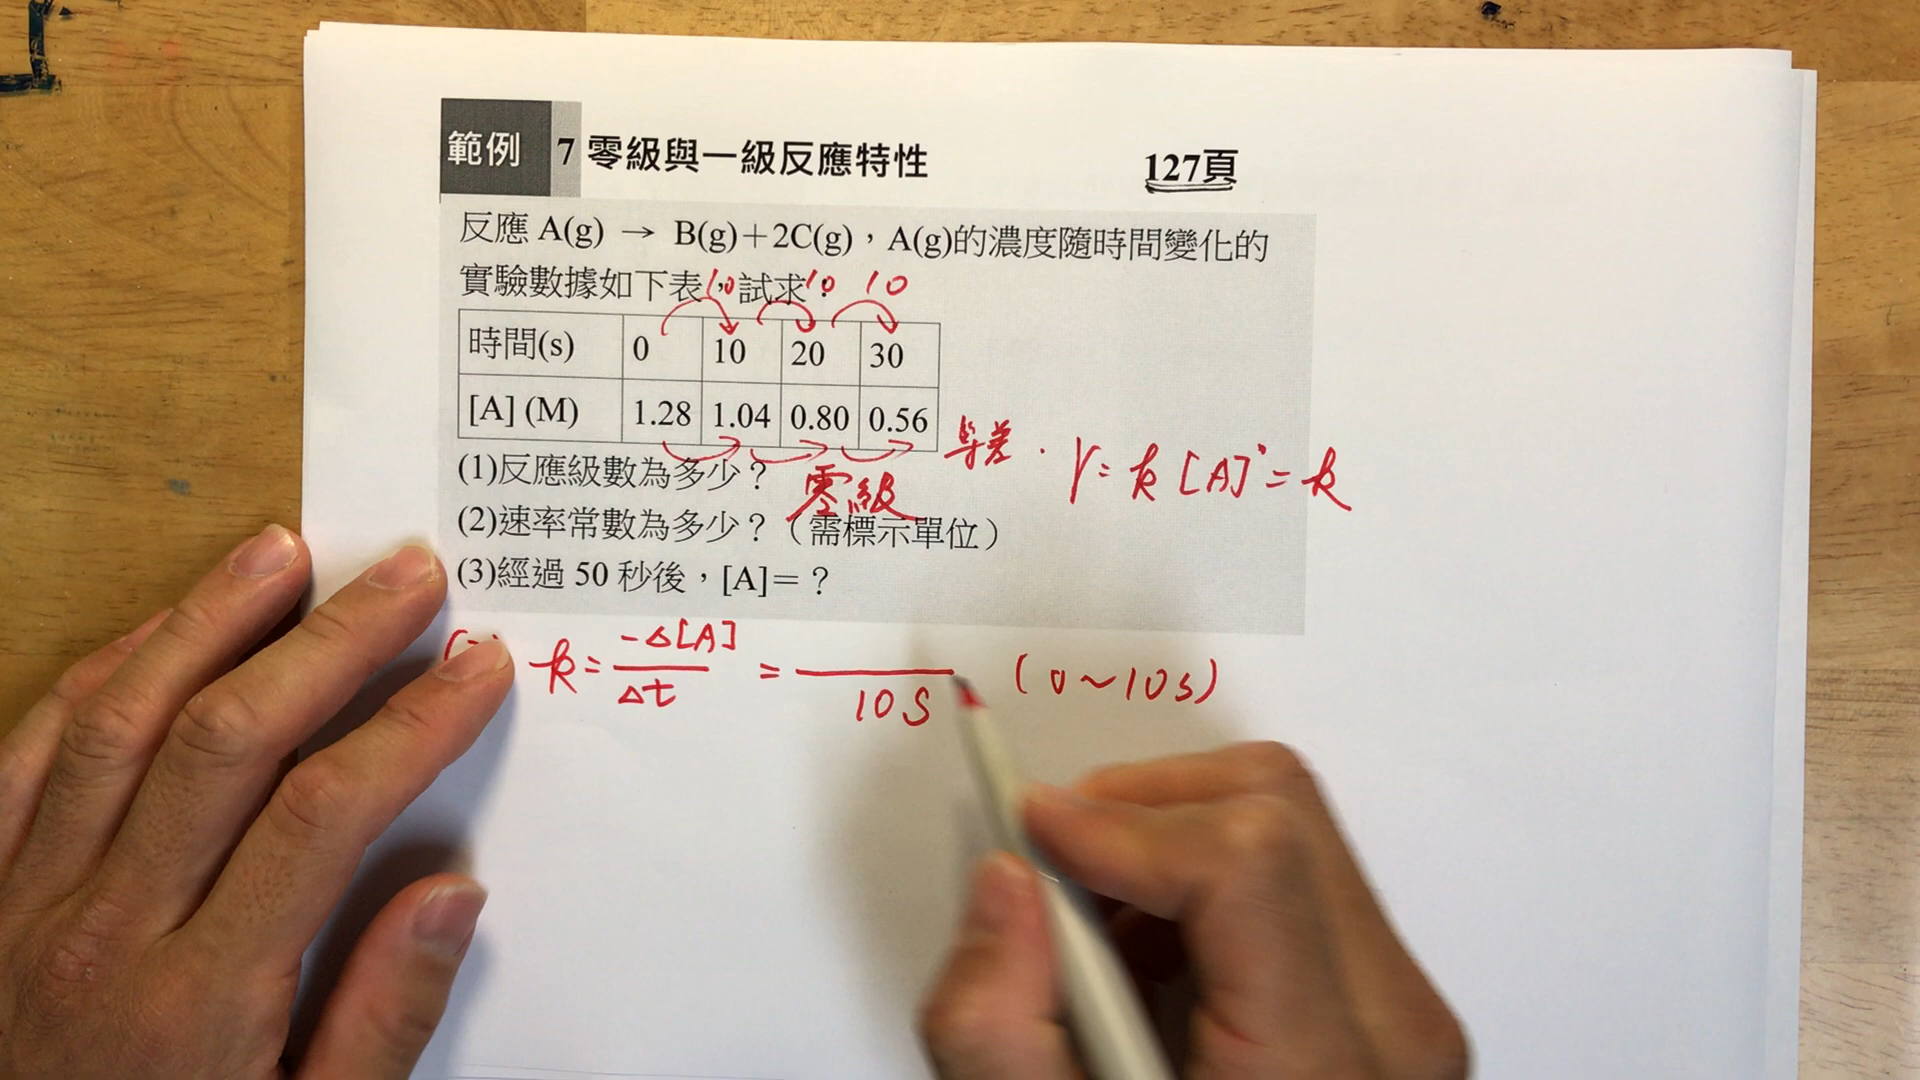 範例 7 零級與一級反應特性 127頁
反應 A(g) → B(g)+2C(g)，A(g)的濃度隨時間變化的
實驗數據如下表，試求：
10 10 10
時間(s) 0 10 20 30
[A] (M) 1.28 1.04 0.80 0.56
等差．r = k [A]° = k
(1)反應級數為多少？
零級
(2)速率常數為多少？（需標示單位）
(3)經過 50 秒後，[A]=？
k = -Δ[A] / Δt = / 10 S (0~10s)